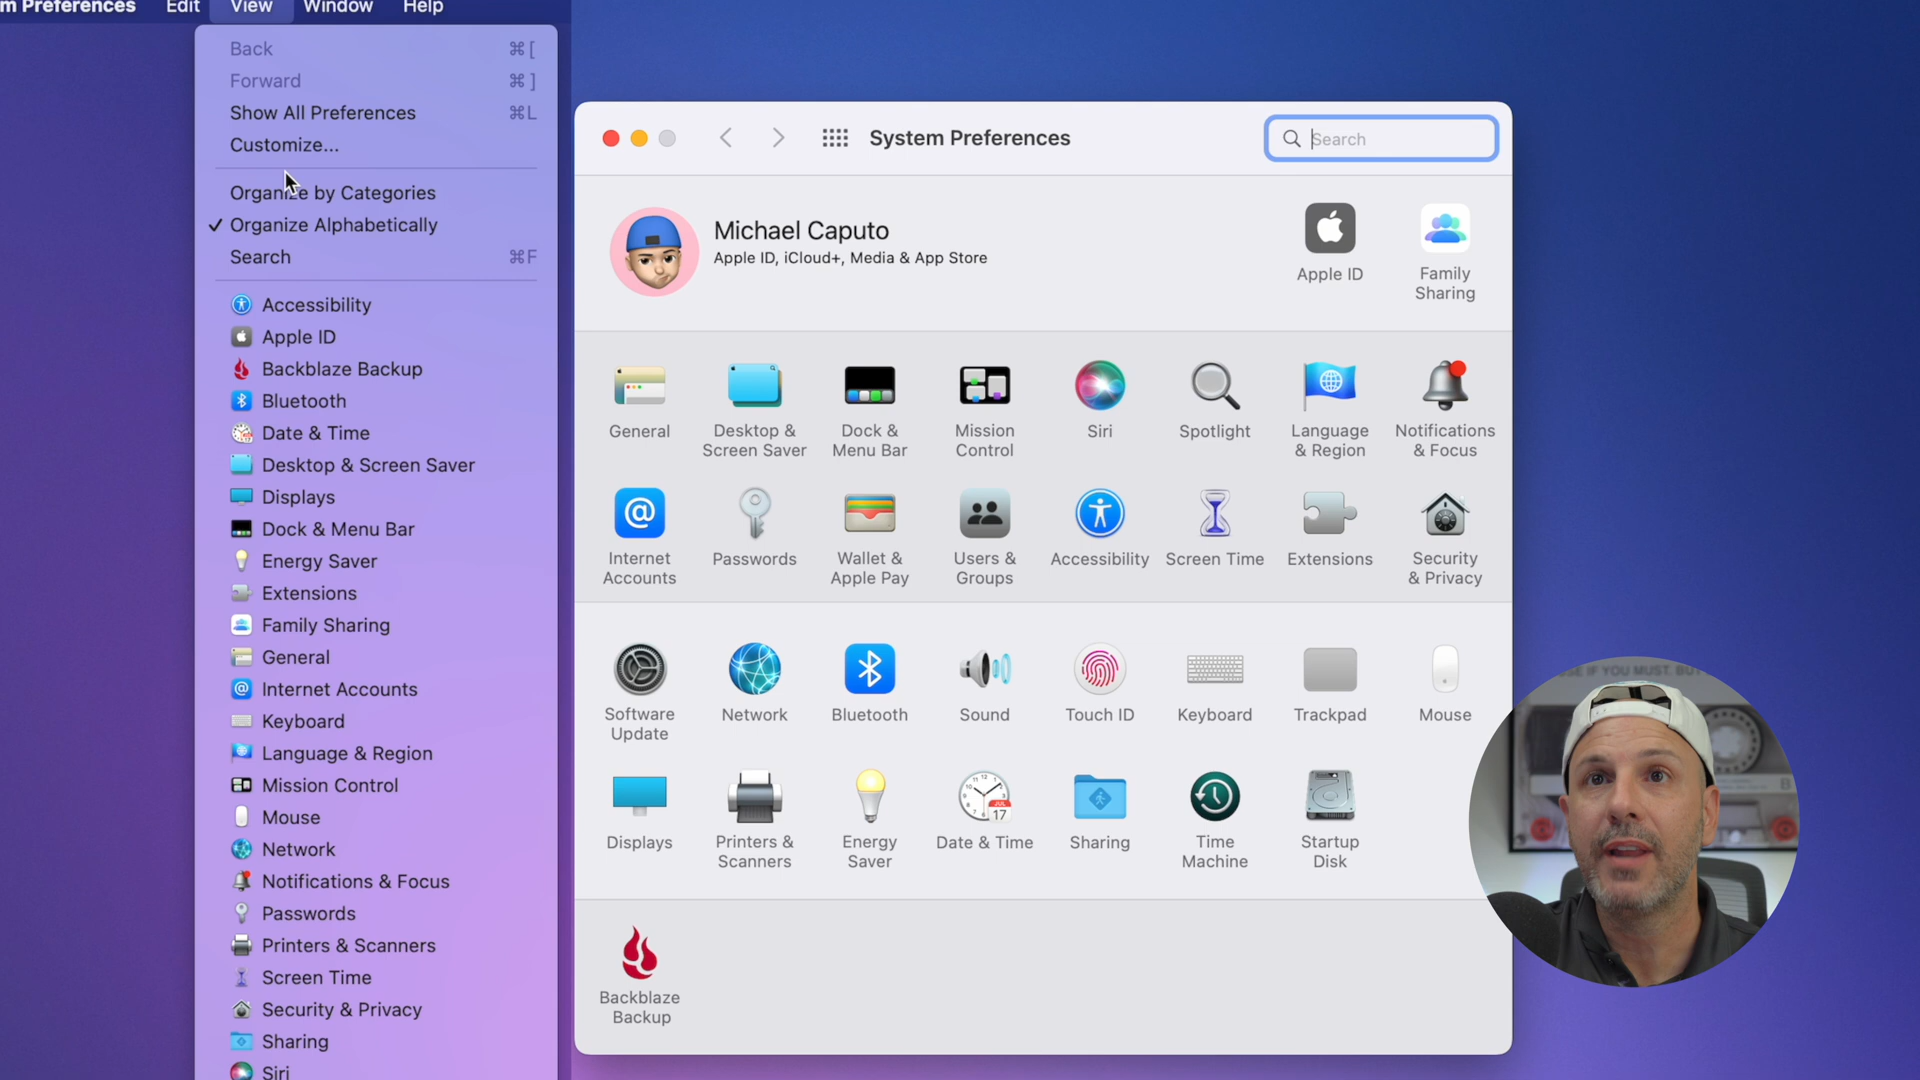 m Preferences Edit View Window Help
Back ⌘[
Forward ⌘]
Show All Preferences ⌘L
Customize...
Organize by Categories
✓ Organize Alphabetically
Search ⌘F
Accessibility
Apple ID
Backblaze Backup
Bluetooth
Date & Time
Desktop & Screen Saver
Displays
Dock & Menu Bar
Energy Saver
Extensions
Family Sharing
General
Internet Accounts
Keyboard
Language & Region
Mission Control
Mouse
Network
Notifications & Focus
Passwords
Printers & Scanners
Screen Time
Security & Privacy
Sharing
Siri
System Preferences
Search
Michael Caputo
Apple ID, iCloud+, Media & App Store
Apple ID
Family
Sharing
General
Desktop &
Screen Saver
Dock &
Menu Bar
Mission
Control
Siri
Spotlight
Language
& Region
Notifications
& Focus
Internet
Accounts
Passwords
Wallet &
Apple Pay
Users &
Groups
Accessibility
Screen Time
Extensions
Security
& Privacy
Software
Update
Network
Bluetooth
Sound
Touch ID
Keyboard
Trackpad
Mouse
Displays
Printers &
Scanners
Energy
Saver
17
Date & Time
Sharing
Time
Machine
Startup
Disk
Backblaze
Backup
SE IF YOU MUST. BU